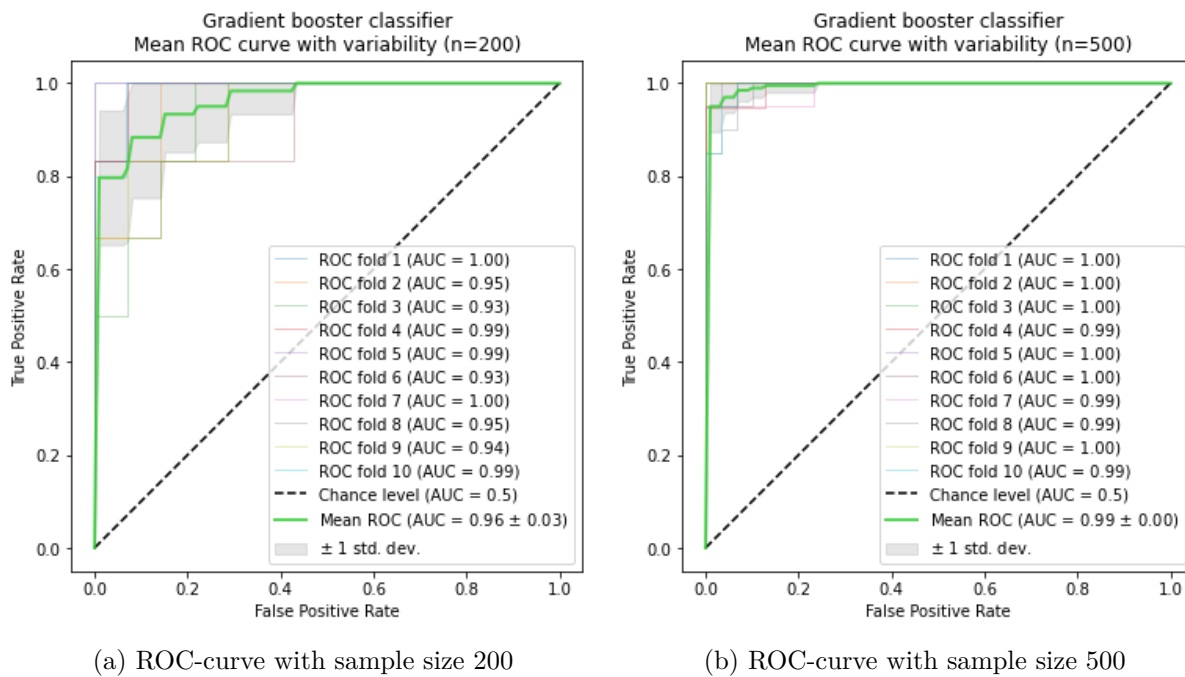 Gradient booster classifier
Mean ROC curve with variability (n=200)
1.0
0.8
0.6
0.4
0.2
0.0
True Positive Rate
ROC fold 1 (AUC = 1.00)
ROC fold 2 (AUC = 0.95)
ROC fold 3 (AUC = 0.93)
ROC fold 4 (AUC = 0.99)
ROC fold 5 (AUC = 0.99)
ROC fold 6 (AUC = 0.93)
ROC fold 7 (AUC = 1.00)
ROC fold 8 (AUC = 0.95)
ROC fold 9 (AUC = 0.94)
ROC fold 10 (AUC = 0.99)
Chance level (AUC = 0.5)
Mean ROC (AUC = 0.96 ± 0.03)
± 1 std. dev.
0.0 0.2 0.4 0.6 0.8 1.0
False Positive Rate
(a) ROC-curve with sample size 200
Gradient booster classifier
Mean ROC curve with variability (n=500)
1.0
0.8
0.6
0.4
0.2
0.0
True Positive Rate
ROC fold 1 (AUC = 1.00)
ROC fold 2 (AUC = 1.00)
ROC fold 3 (AUC = 1.00)
ROC fold 4 (AUC = 0.99)
ROC fold 5 (AUC = 1.00)
ROC fold 6 (AUC = 1.00)
ROC fold 7 (AUC = 0.99)
ROC fold 8 (AUC = 0.99)
ROC fold 9 (AUC = 1.00)
ROC fold 10 (AUC = 0.99)
Chance level (AUC = 0.5)
Mean ROC (AUC = 0.99 ± 0.00)
± 1 std. dev.
0.0 0.2 0.4 0.6 0.8 1.0
False Positive Rate
(b) ROC-curve with sample size 500